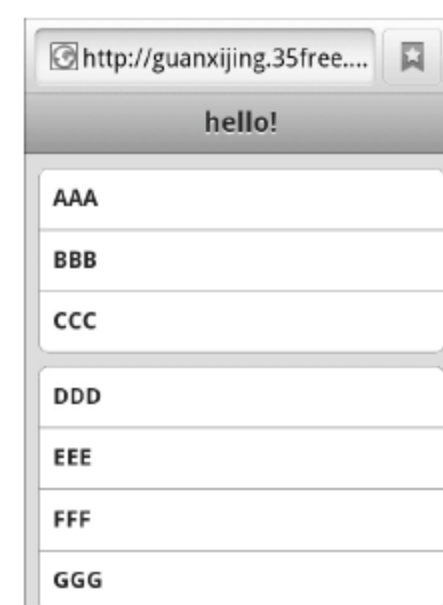 http://guanxijing.35free....
hello!
AAA
BBB
CCC
DDD
EEE
FFF
GGG